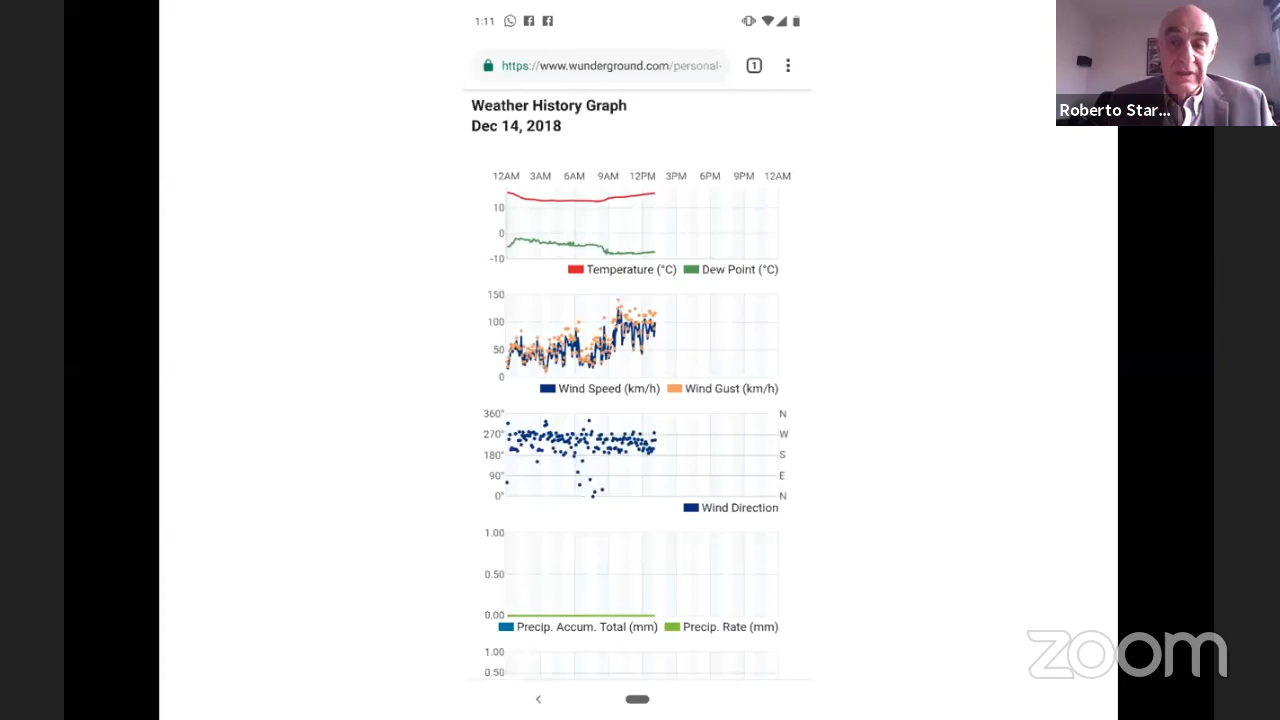 1:11
https://www.wunderground.com/personal-
1
Weather History Graph
Dec 14, 2018
12AM 3AM 6AM 9AM 12PM 3PM 6PM 9PM 12AM
10
0
-10
Temperature (°C) Dew Point (°C)
150
100
50
0
Wind Speed (km/h) Wind Gust (km/h)
360° N
270° W
180° S
90° E
0° N
Wind Direction
1.00
0.50
0.00
Precip. Accum. Total (mm) Precip. Rate (mm)
1.00
0.50
Roberto Star...
zoom